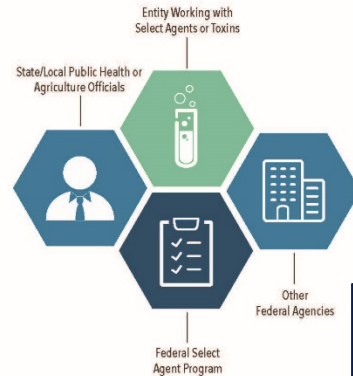 Entity Working with
Select Agents or Toxins
State/Local Public Health or
Agriculture Officials
Other
Federal Agencies
Federal Select
Agent Program